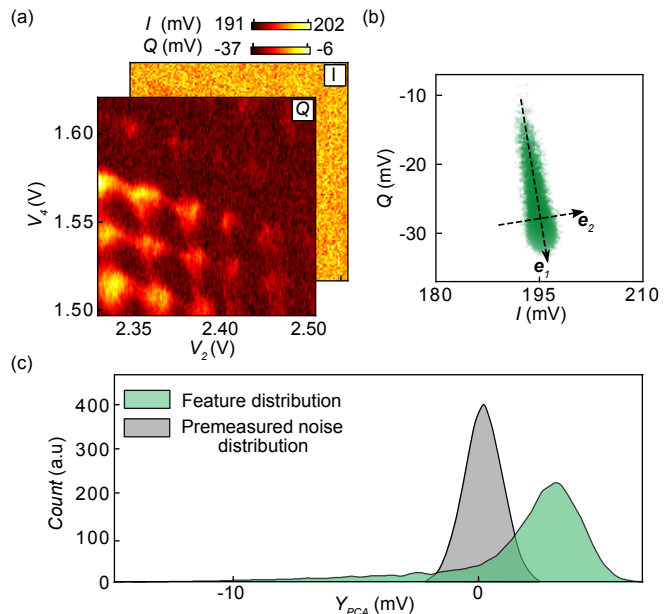 (a)
I (mV) 191 202
Q (mV) -37 -6
I
Q
1.60
1.55
1.50
V4(V)
2.35 2.40 2.50
V2(V)
(b)
-10
-20
-30
Q (mV)
e2
e1
180 195 210
I (mV)
(c)
Feature distribution
Premeasured noise
distribution
400
300
200
100
0
Count (a.u)
-10 0
YPCA (mV)